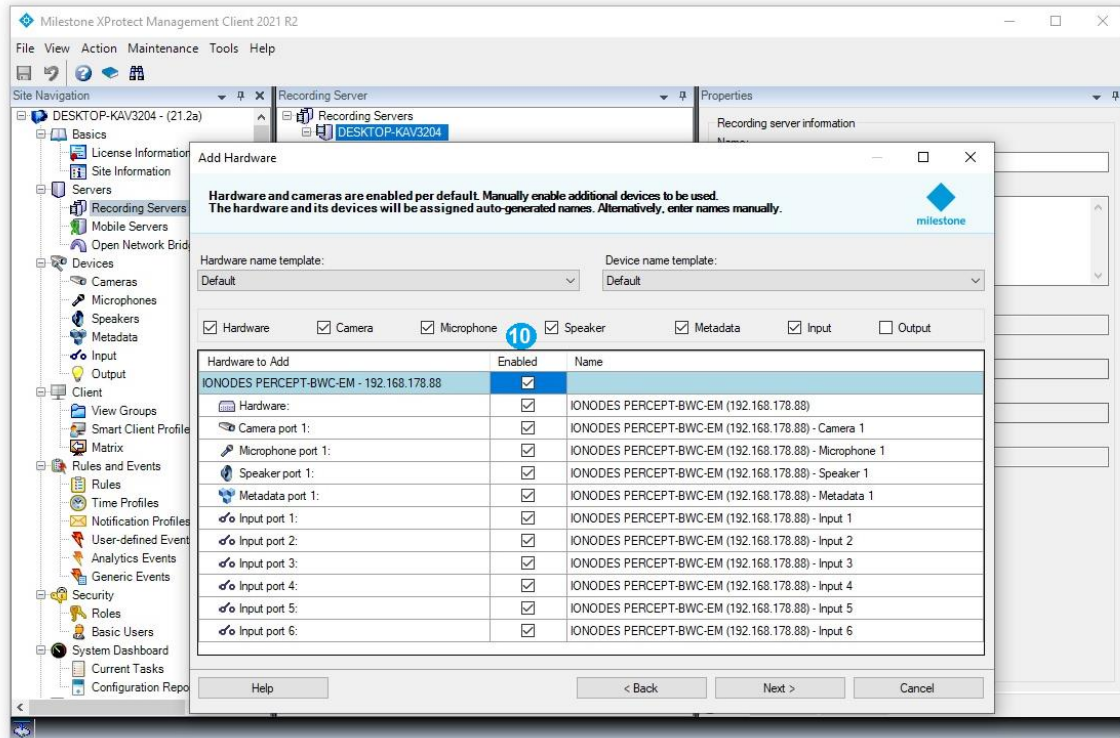 Milestone XProtect Management Client 2021 R2
File View Action Maintenance Tools Help
Site Navigation
DESKTOP-KAV3204 - (21.2a)
Basics
License Information
Site Information
Servers
Recording Servers
Mobile Servers
Open Network Brid
Devices
Cameras
Microphones
Speakers
Metadata
Input
Output
Client
View Groups
Smart Client Profile
Matrix
Rules and Events
Rules
Time Profiles
Notification Profiles
User-defined Event
Analytics Events
Generic Events
Security
Roles
Basic Users
System Dashboard
Current Tasks
Configuration Repo
Recording Server
Recording Servers
DESKTOP-KAV3204
Properties
Recording server information
Name:
Add Hardware
Hardware and cameras are enabled per default. Manually enable additional devices to be used.
The hardware and its devices will be assigned auto-generated names. Alternatively, enter names manually.
milestone
Hardware name template:
Default
Device name template:
Default
Hardware Camera Microphone Speaker Metadata Input Output
10
Hardware to Add Enabled Name
IONODES PERCEPT-BWC-EM - 192.168.178.88
Hardware: IONODES PERCEPT-BWC-EM (192.168.178.88)
Camera port 1: IONODES PERCEPT-BWC-EM (192.168.178.88) - Camera 1
Microphone port 1: IONODES PERCEPT-BWC-EM (192.168.178.88) - Microphone 1
Speaker port 1: IONODES PERCEPT-BWC-EM (192.168.178.88) - Speaker 1
Metadata port 1: IONODES PERCEPT-BWC-EM (192.168.178.88) - Metadata 1
Input port 1: IONODES PERCEPT-BWC-EM (192.168.178.88) - Input 1
Input port 2: IONODES PERCEPT-BWC-EM (192.168.178.88) - Input 2
Input port 3: IONODES PERCEPT-BWC-EM (192.168.178.88) - Input 3
Input port 4: IONODES PERCEPT-BWC-EM (192.168.178.88) - Input 4
Input port 5: IONODES PERCEPT-BWC-EM (192.168.178.88) - Input 5
Input port 6: IONODES PERCEPT-BWC-EM (192.168.178.88) - Input 6
Help < Back Next > Cancel